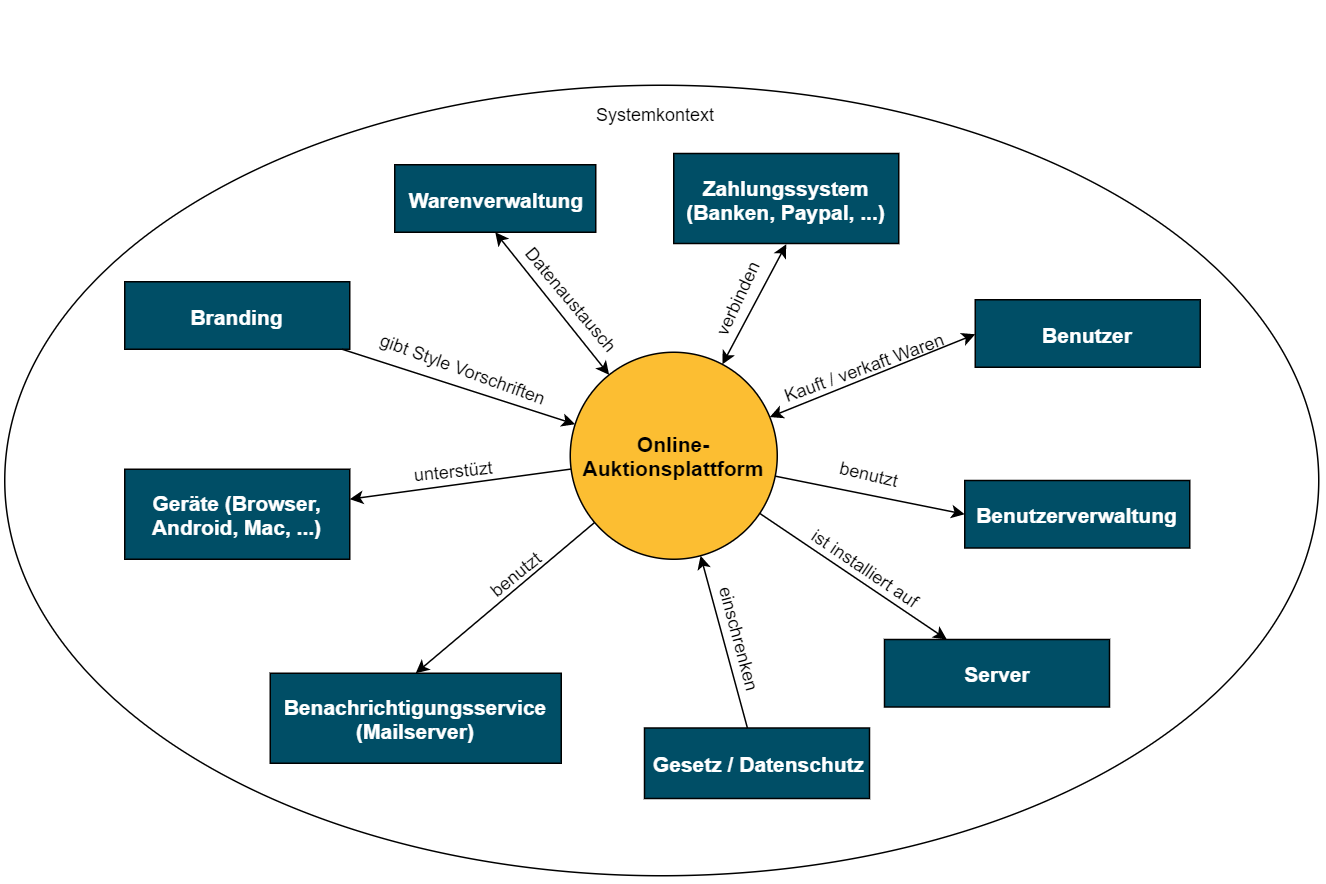 Systemkontext
Warenverwaltung
Zahlungssystem
(Banken, Paypal, ...)
Datenaustausch
verbinden
Branding
Benutzer
gibt Style Vorschriften
Kauft / verkaft Waren
Online-
Auktionsplattform
unterstüzt
benutzt
Geräte (Browser,
Android, Mac, ...)
Benutzerverwaltung
benutzt
ist installiert auf
einschrenken
Server
Benachrichtigungsservice
(Mailserver)
Gesetz / Datenschutz